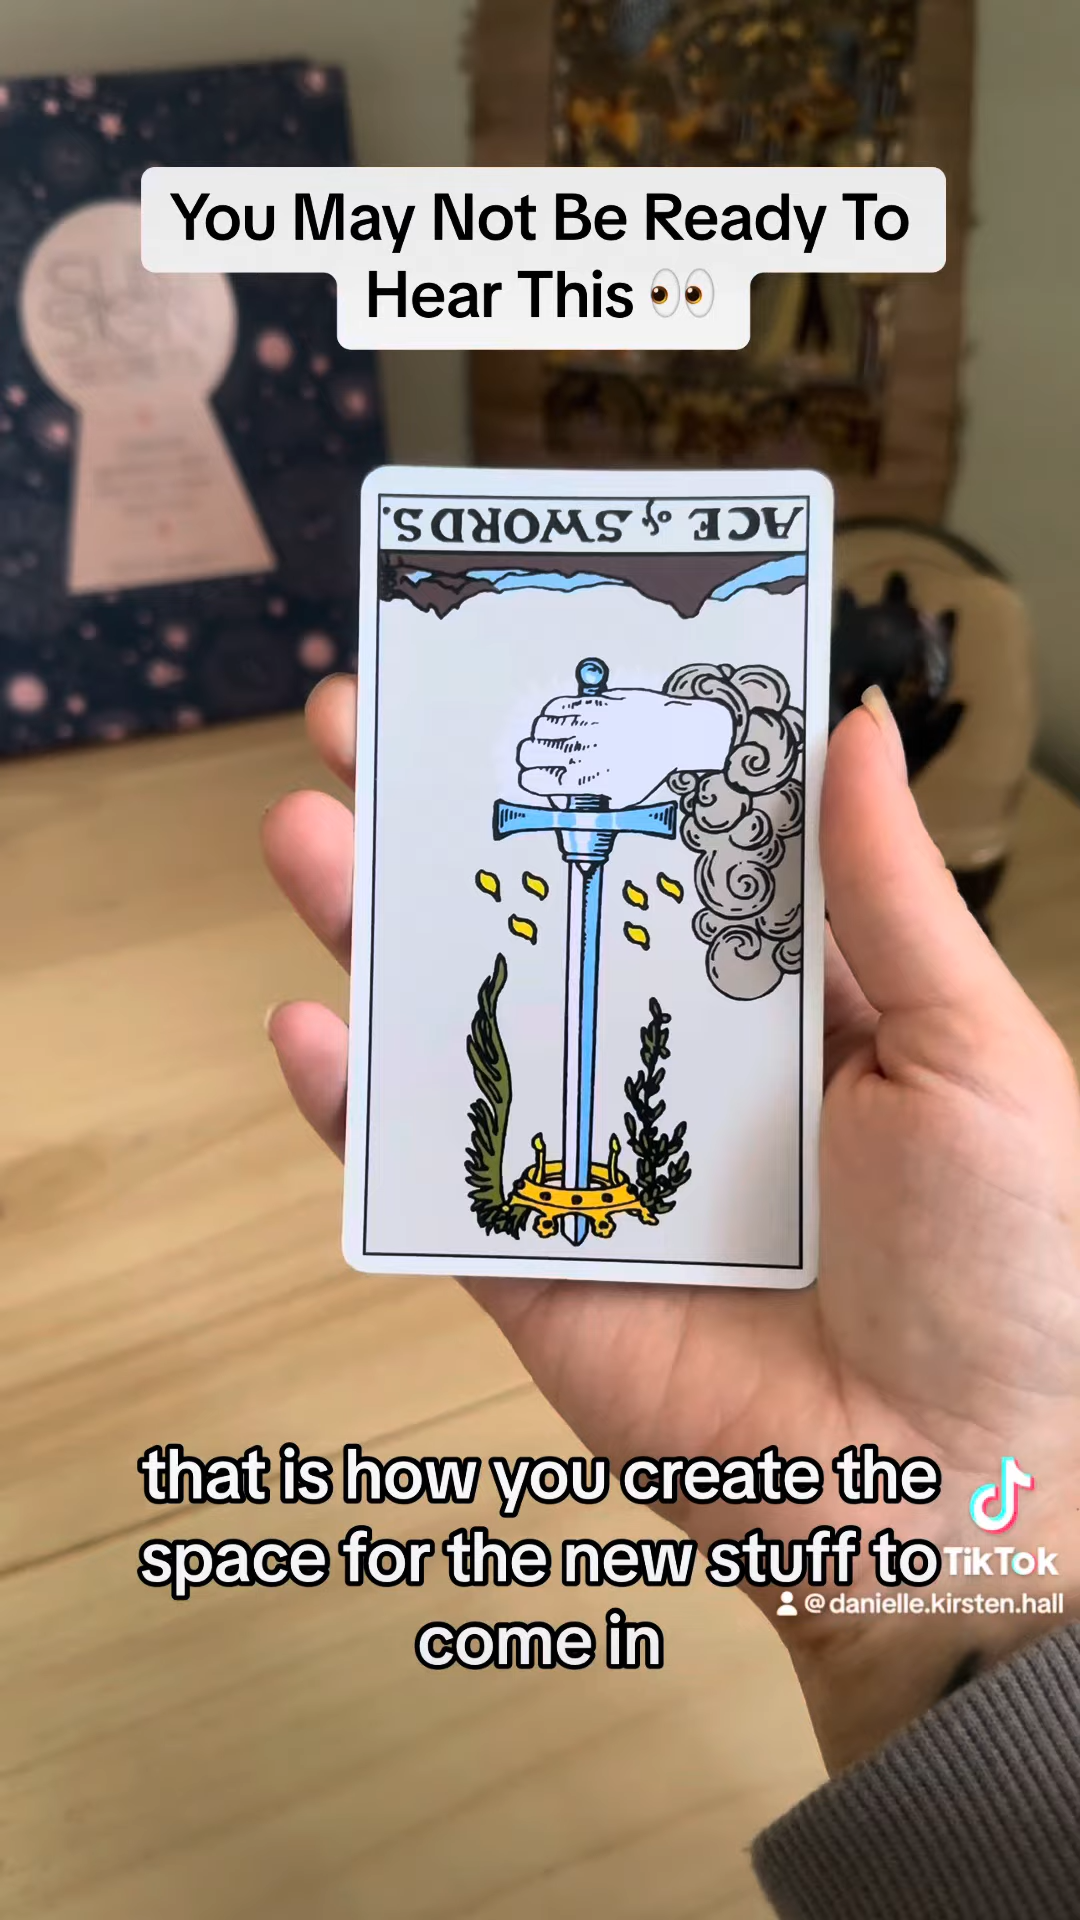 You May Not Be Ready To
Hear This 👀
ACE of SWORDS.
that is how you create the
space for the new stuff to
come in
TikTok
@danielle.kirsten.hall